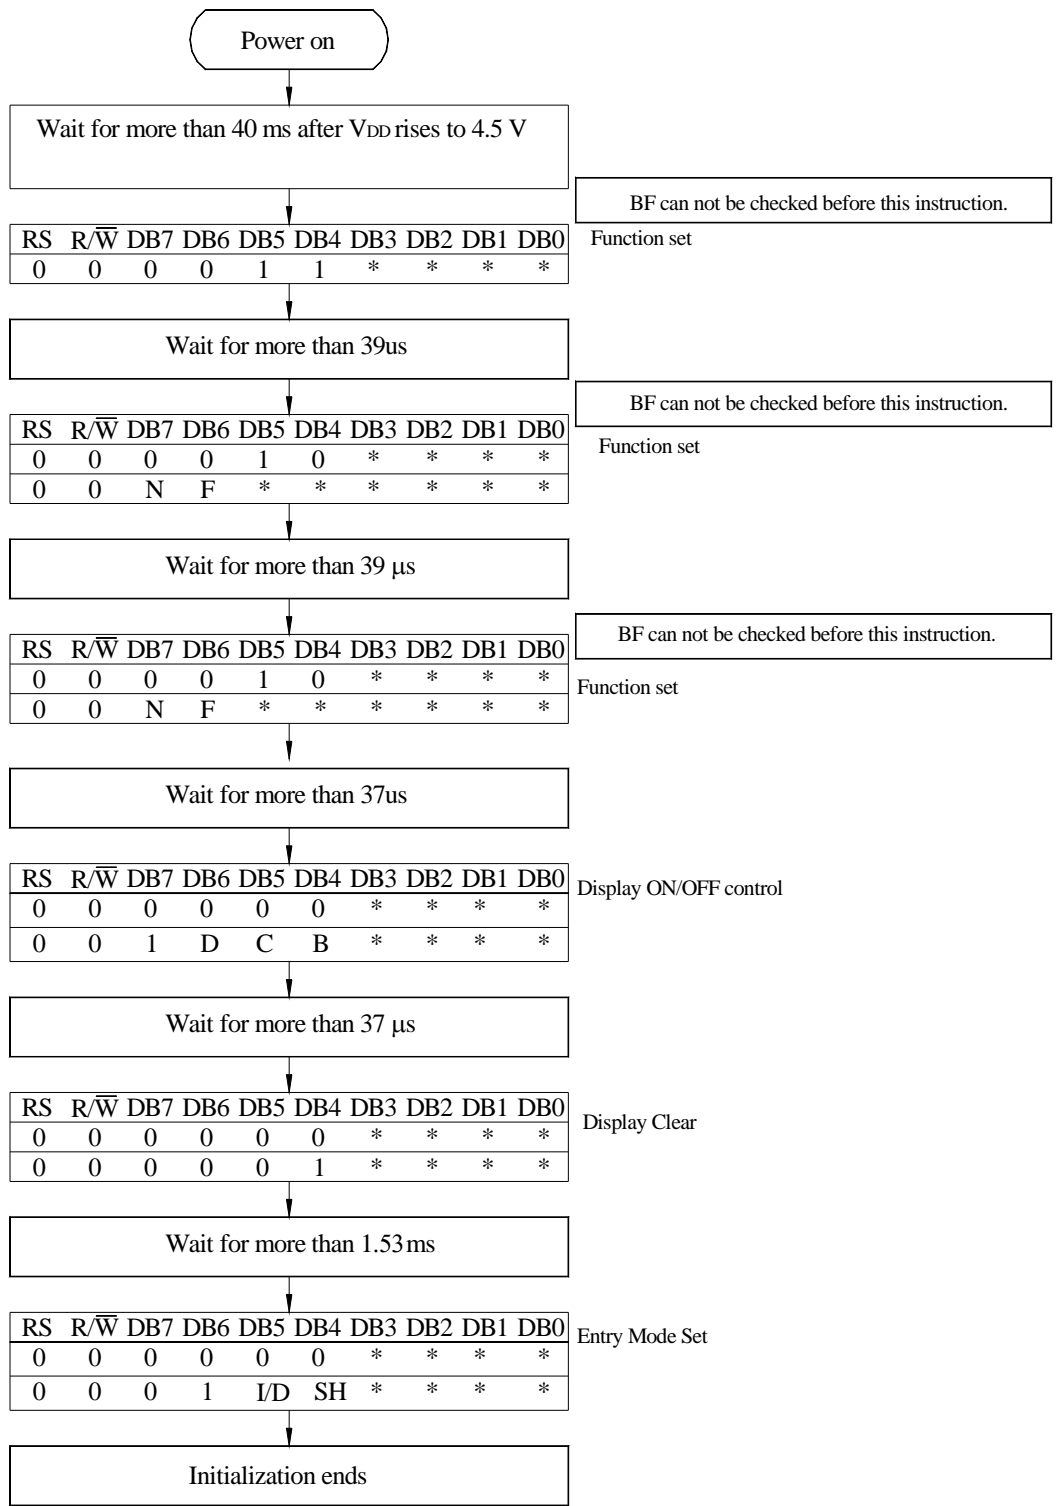 Power on
Wait for more than 40 ms after VDD rises to 4.5 V
BF can not be checked before this instruction.
RS R/W̅ DB7 DB6 DB5 DB4 DB3 DB2 DB1 DB0
Function set
0 0 0 0 1 1 * * * *
Wait for more than 39us
BF can not be checked before this instruction.
RS R/W̅ DB7 DB6 DB5 DB4 DB3 DB2 DB1 DB0
Function set
0 0 0 0 1 0 * * * *
0 0 N F * * * * * *
Wait for more than 39 μs
BF can not be checked before this instruction.
RS R/W̅ DB7 DB6 DB5 DB4 DB3 DB2 DB1 DB0
0 0 0 0 1 0 * * * *
Function set
0 0 N F * * * * * *
Wait for more than 37us
RS R/W̅ DB7 DB6 DB5 DB4 DB3 DB2 DB1 DB0
Display ON/OFF control
0 0 0 0 0 0 * * * *
0 0 1 D C B * * * *
Wait for more than 37 μs
RS R/W̅ DB7 DB6 DB5 DB4 DB3 DB2 DB1 DB0
Display Clear
0 0 0 0 0 0 * * * *
0 0 0 0 0 1 * * * *
Wait for more than 1.53ms
RS R/W̅ DB7 DB6 DB5 DB4 DB3 DB2 DB1 DB0
Entry Mode Set
0 0 0 0 0 0 * * * *
0 0 0 1 I/D SH * * * *
Initialization ends